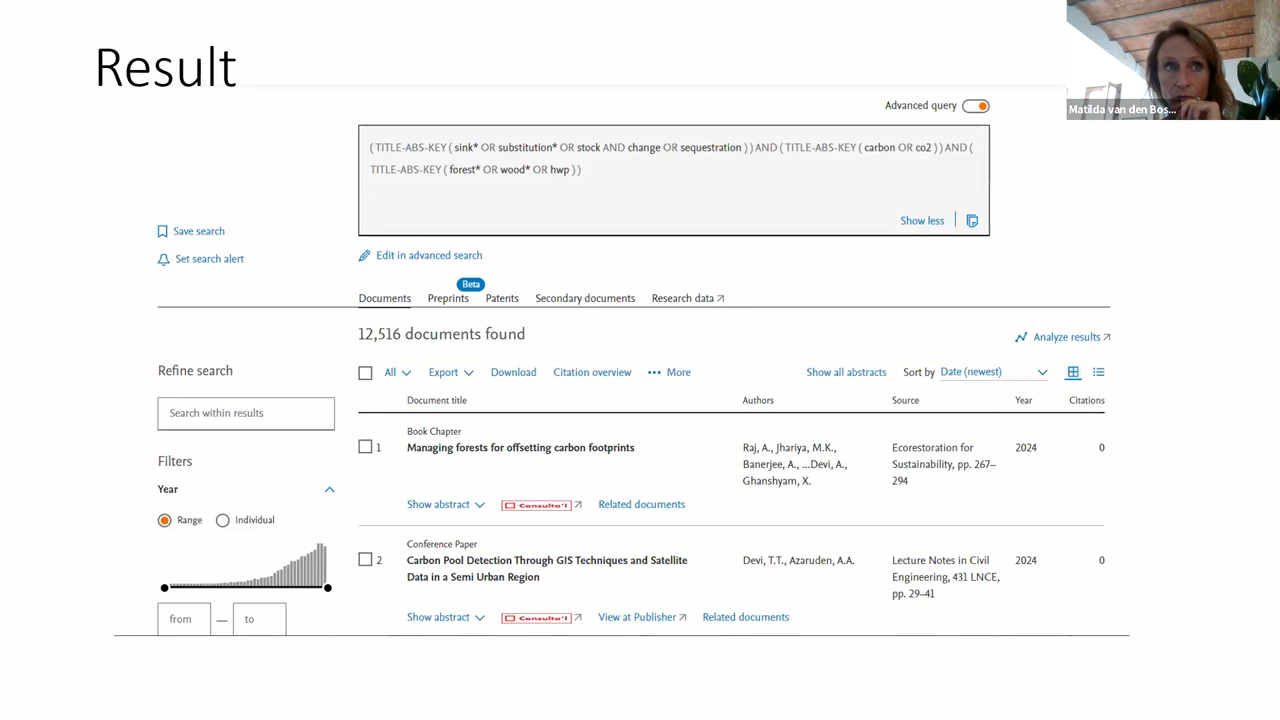 Result
Matilda van den Bos...
Advanced query
( TITLE-ABS-KEY ( sink* OR substitution* OR stock AND change OR sequestration ) ) AND ( TITLE-ABS-KEY ( carbon OR co2 ) ) AND (
TITLE-ABS-KEY ( forest* OR wood* OR hwp ) )
Show less
Save search
Set search alert
Edit in advanced search
Beta
Documents Preprints Patents Secondary documents Research data
12,516 documents found
Analyze results
Refine search
All Export Download Citation overview ••• More Show all abstracts Sort by Date (newest)
Document title Authors Source Year Citations
Search within results
Book Chapter
1 Managing forests for offsetting carbon footprints Raj, A., Jhariya, M.K., Ecorestoration for 2024 0
Filters
Banerjee, A., ...Devi, A., Sustainability, pp. 267–
Ghanshyam, X. 294
Year
Show abstract Consulta'l Related documents
Range Individual
Conference Paper
2 Carbon Pool Detection Through GIS Techniques and Satellite Devi, T.T., Azaruden, A.A. Lecture Notes in Civil 2024 0
Data in a Semi Urban Region Engineering, 431 LNCE,
pp. 29–41
from — to
Show abstract Consulta'l View at Publisher Related documents